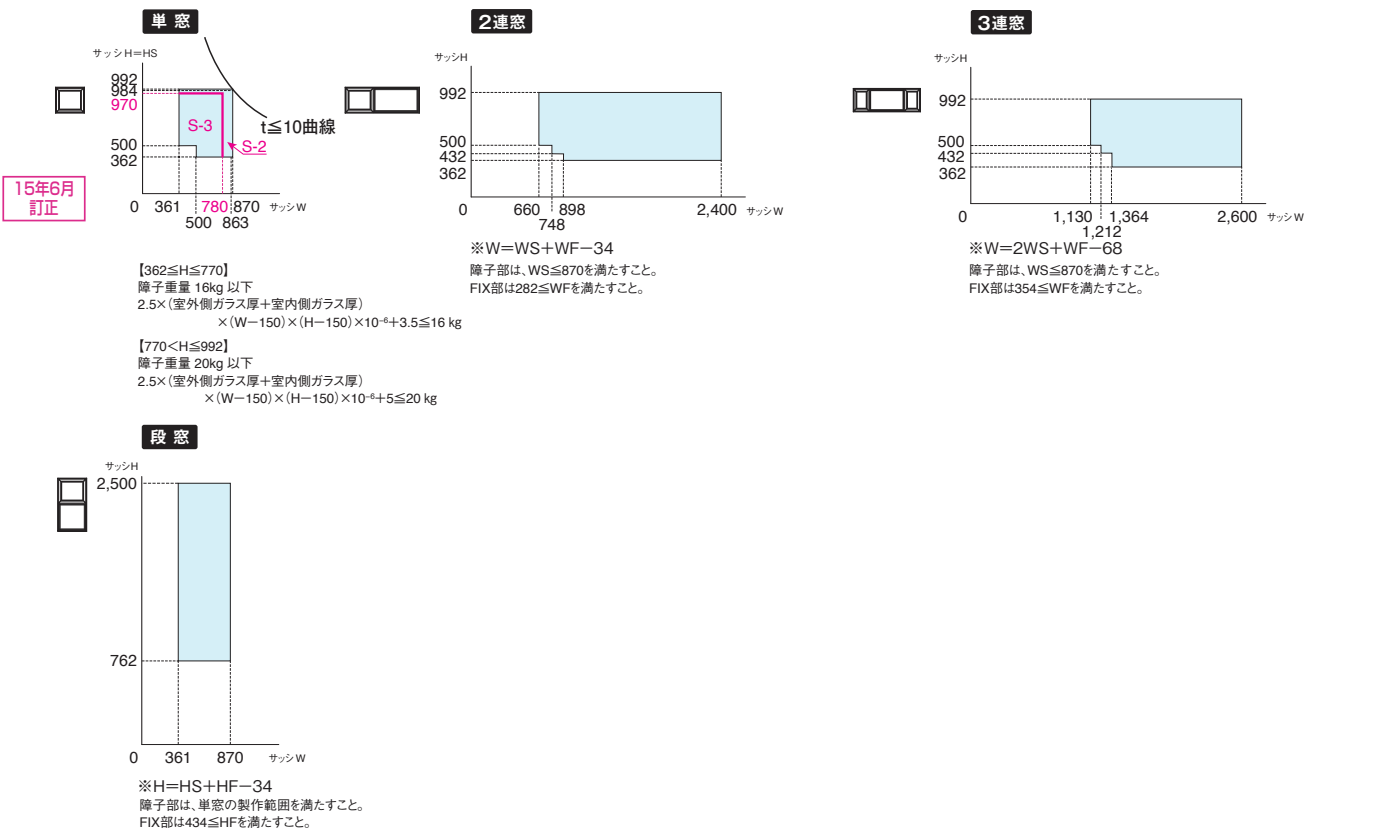 単 窓
サッシH＝HS
992
984
970
500
362
S-3
S-2
t≦10曲線
15年6月
訂正
0 361 780 870 サッシW
500 863
【362≦H≦770】
障子重量 16kg 以下
2.5×（室外側ガラス厚＋室内側ガラス厚）
×（W－150）×（H－150）×10⁻⁶＋3.5≦16 kg
【770＜H≦992】
障子重量 20kg 以下
2.5×（室外側ガラス厚＋室内側ガラス厚）
×（W－150）×（H－150）×10⁻⁶＋5≦20 kg
2連窓
サッシH
992
500
432
362
0 660 898 2,400 サッシW
748
※W＝WS＋WF－34
障子部は、WS≦870を満たすこと。
FIX部は282≦WFを満たすこと。
3連窓
サッシH
992
500
432
362
0 1,130 1,364 2,600 サッシW
1,212
※W＝2WS＋WF－68
障子部は、WS≦870を満たすこと。
FIX部は354≦WFを満たすこと。
段 窓
サッシH
2,500
762
0 361 870 サッシW
※H＝HS＋HF－34
障子部は、単窓の製作範囲を満たすこと。
FIX部は434≦HFを満たすこと。